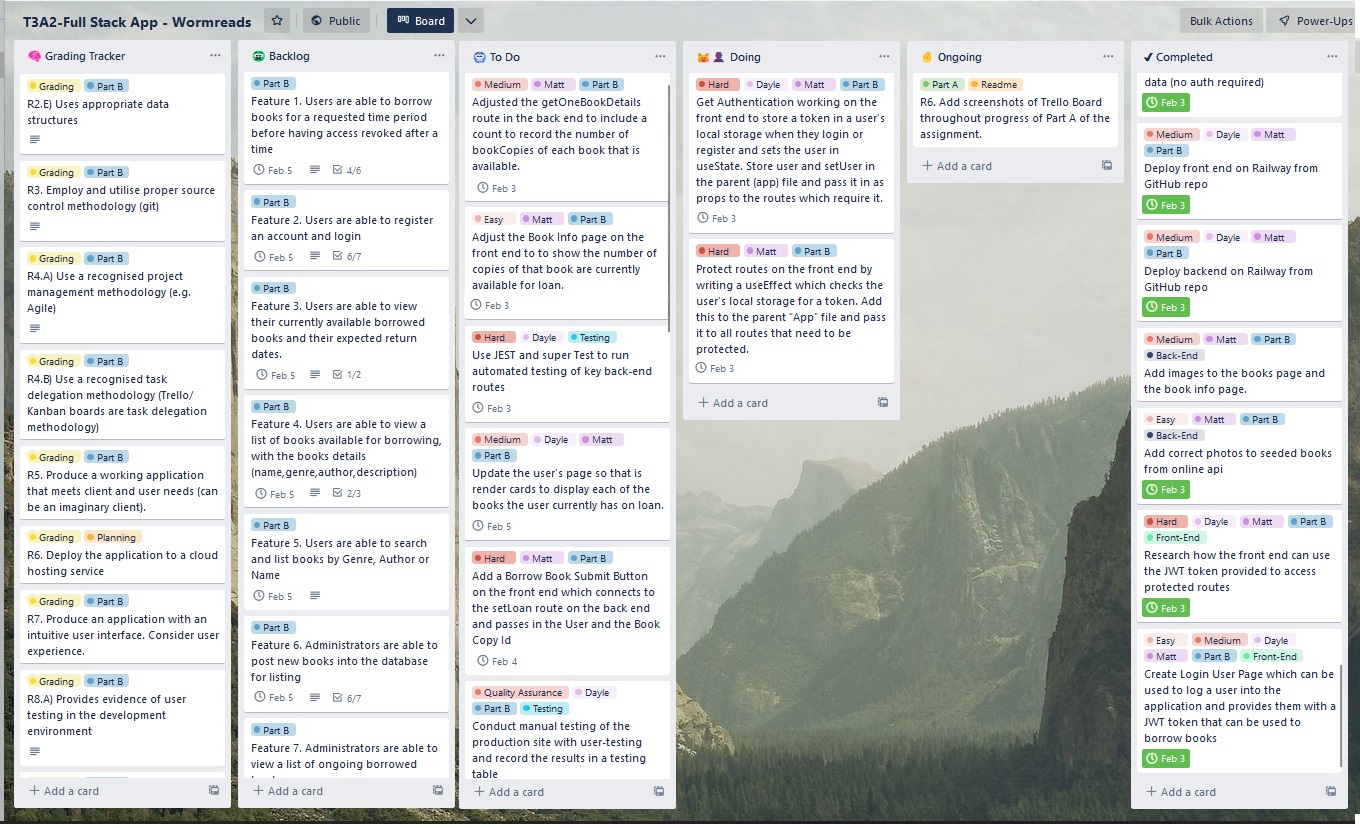 T3A2-Full Stack App - Wormreads
Public
Board
Bulk Actions
Power-Ups
Grading Tracker
Grading Part B
R2.E) Uses appropriate data
structures
Grading Part B
R3. Employ and utilise proper source
control methodology (git)
Grading Part B
R4.A) Use a recognised project
management methodology (e.g.
Agile)
Grading Part B
R4.B) Use a recognised task
delegation methodology (Trello/
Kanban boards are task delegation
methodology)
Grading Part B
R5. Produce a working application
that meets client and user needs (can
be an imaginary client).
Grading Planning
R6. Deploy the application to a cloud
hosting service
Grading Part B
R7. Produce an application with an
intuitive user interface. Consider user
experience.
Grading Part B
R8.A) Provides evidence of user
testing in the development
environment
+ Add a card
Backlog
Part B
Feature 1. Users are able to borrow
books for a requested time period
before having access revoked after a
time
Feb 5 4/6
Part B
Feature 2. Users are able to register
an account and login
Feb 5 6/7
Part B
Feature 3. Users are able to view
their currently available borrowed
books and their expected return
dates.
Feb 5 1/2
Part B
Feature 4. Users are able to view a
list of books available for borrowing,
with the books details
(name,genre,author,description)
Feb 5 2/3
Part B
Feature 5. Users are able to search
and list books by Genre, Author or
Name
Feb 5
Part B
Feature 6. Administrators are able to
post new books into the database
for listing
Feb 5 6/7
Part B
Feature 7. Administrators are able to
view a list of ongoing borrowed
+ Add a card
To Do
Medium Matt Part B
Adjusted the getOneBookDetails
route in the back end to include a
count to record the number of
bookCopies of each book that is
available.
Feb 3
Easy Matt Part B
Adjust the Book Info page on the
front end to to show the number of
copies of that book are currently
available for loan.
Feb 3
Hard Dayle Testing
Use JEST and super Test to run
automated testing of key back-end
routes
Feb 3
Medium Dayle Matt
Part B
Update the user's page so that is
render cards to display each of the
books the user currently has on loan.
Feb 5
Hard Matt Part B
Add a Borrow Book Submit Button
on the front end which connects to
the setLoan route on the back end
and passes in the User and the Book
Copy Id
Feb 4
Quality Assurance Dayle
Part B Testing
Conduct manual testing of the
production site with user-testing
and record the results in a testing
table
+ Add a card
Doing
Hard Dayle Matt Part B
Get Authentication working on the
front end to store a token in a user's
local storage when they login or
register and sets the user in
useState. Store user and setUser in
the parent (app) file and pass it in as
props to the routes which require it.
Feb 3
Hard Matt Part B
Protect routes on the front end by
writing a useEffect which checks the
user's local storage for a token. Add
this to the parent "App" file and pass
it to all routes that need to be
protected.
Feb 3
+ Add a card
Ongoing
Part A Readme
R6. Add screenshots of Trello Board
throughout progress of Part A of the
assignment.
+ Add a card
Completed
data (no auth required)
Feb 3
Medium Dayle Matt
Part B
Deploy front end on Railway from
GitHub repo
Feb 3
Medium Dayle Matt
Part B
Deploy backend on Railway from
GitHub repo
Feb 3
Medium Matt Part B
Back-End
Add images to the books page and
the book info page.
Easy Matt Part B
Back-End
Add correct photos to seeded books
from online api
Feb 3
Hard Dayle Matt Part B
Front-End
Research how the front end can use
the JWT token provided to access
protected routes
Feb 3
Easy Medium Dayle
Matt Part B Front-End
Create Login User Page which can be
used to log a user into the
application and provides them with a
JWT token that can be used to
borrow books
Feb 3
+ Add a card